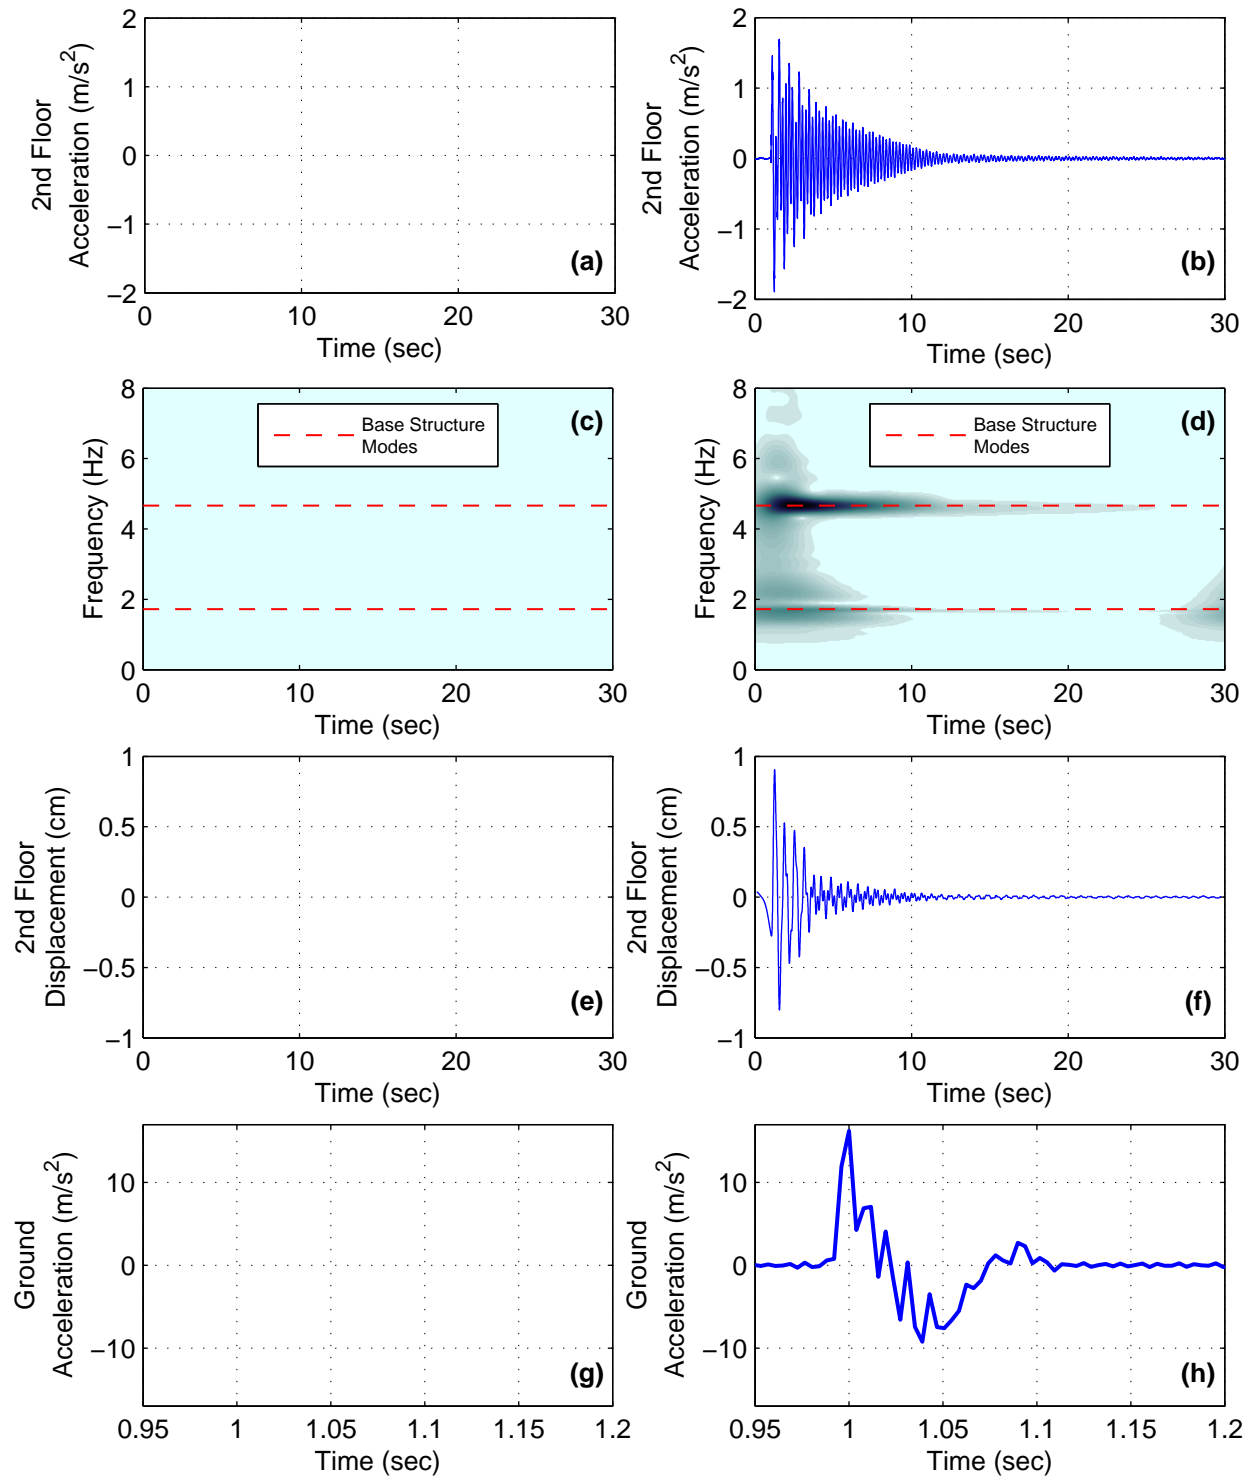 2
1
0
−1
−2
2nd Floor
Acceleration (m/s2)
(a)
0
10
20
30
Time (sec)
2
1
0
−1
−2
2nd Floor
Acceleration (m/s2)
(b)
0
10
20
30
Time (sec)
8
6
4
2
0
Frequency (Hz)
Base Structure
Modes
(c)
0
10
20
30
Time (sec)
8
6
4
2
0
Frequency (Hz)
Base Structure
Modes
(d)
0
10
20
30
Time (sec)
1
0.5
0
−0.5
−1
2nd Floor
Displacement (cm)
(e)
0
10
20
30
Time (sec)
1
0.5
0
−0.5
−1
2nd Floor
Displacement (cm)
(f)
0
10
20
30
Time (sec)
10
0
−10
Ground
Acceleration (m/s2)
(g)
0.95
1
1.05
1.1
1.15
1.2
Time (sec)
10
0
−10
Ground
Acceleration (m/s2)
(h)
0.95
1
1.05
1.1
1.15
1.2
Time (sec)